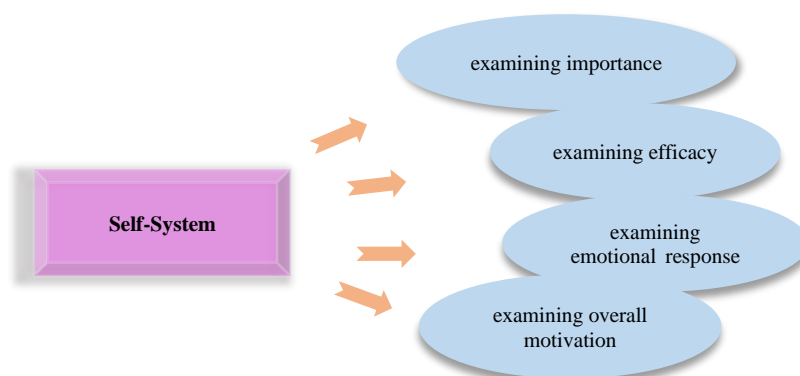 examining importance
examining efficacy
Self-System
examining
emotional response
examining overall
motivation